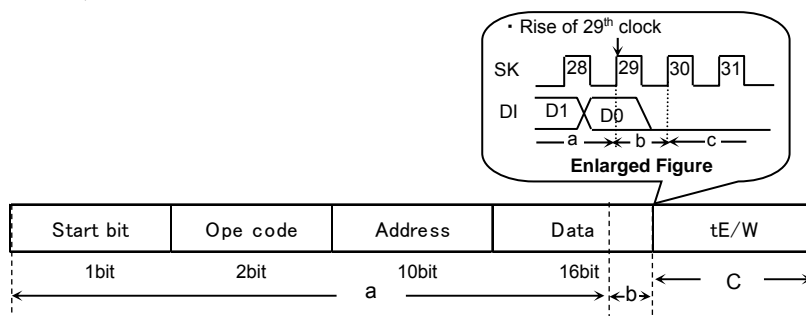 ・Rise of 29th clock
SK 28 29 30 31
DI D1 D0
a b c
Enlarged Figure
Start bit Ope code Address Data tE/W
1bit 2bit 10bit 16bit
a b C